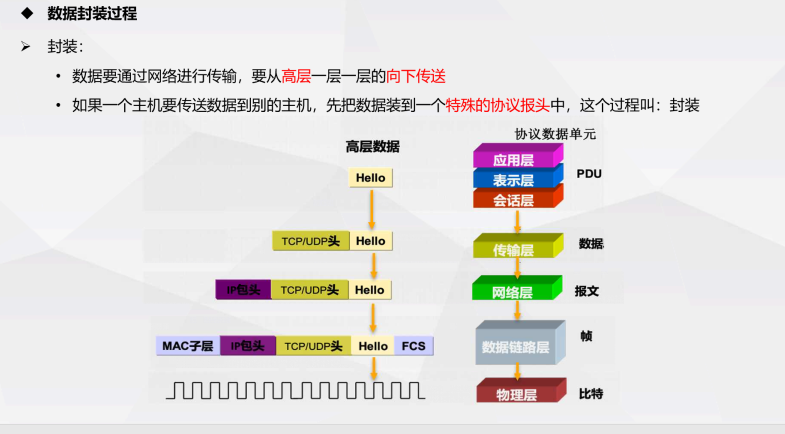 ◆ 数据封装过程
➢ 封装：
• 数据要通过网络进行传输，要从高层一层一层的向下传送
• 如果一个主机要传送数据到别的主机，先把数据装到一个特殊的协议报头中，这个过程叫：封装
协议数据单元
高层数据
应用层
Hello
表示层
PDU
会话层
TCP/UDP头 Hello
传输层
数据
IP包头 TCP/UDP头 Hello
网络层
报文
MAC子层 IP包头 TCP/UDP头 Hello FCS
数据链路层
帧
物理层
比特